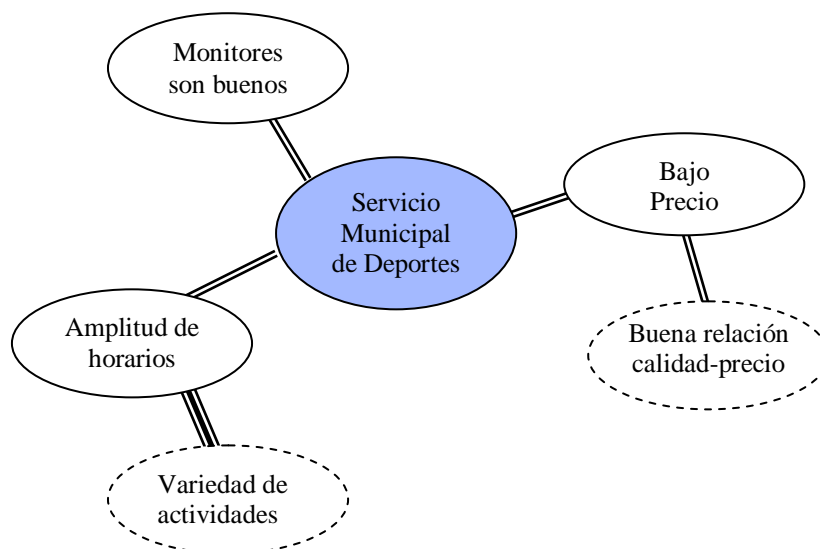 Monitores
son buenos
Bajo
Precio
Servicio
Municipal
de Deportes
Amplitud de
horarios
Buena relación
calidad-precio
Variedad de
actividades